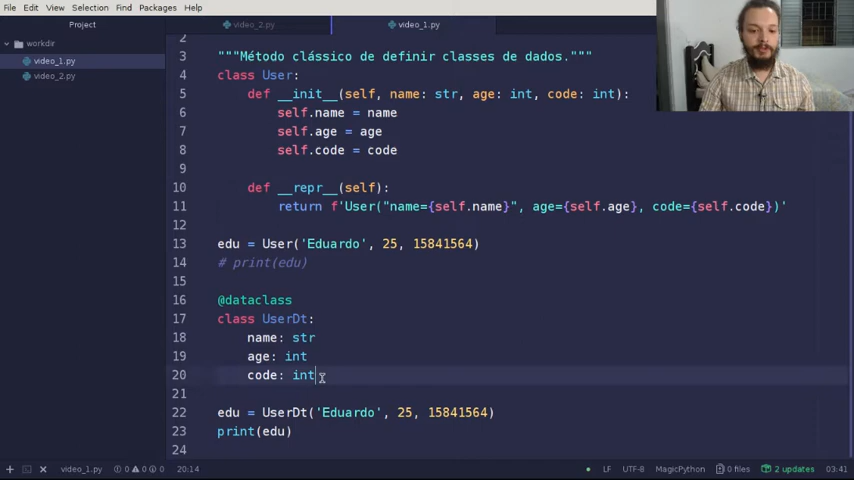 File Edit View Selection Find Packages Help
Project
video_2.py
video_1.py
workdir
video_1.py
video_2.py
2
3 """Método clássico de definir classes de dados."""
4 class User:
5 def __init__(self, name: str, age: int, code: int):
6 self.name = name
7 self.age = age
8 self.code = code
9
10 def __repr__(self):
11 return f'User("name={self.name}", age={self.age}, code={self.code})'
12
13 edu = User('Eduardo', 25, 15841564)
14 # print(edu)
15
16 @dataclass
17 class UserDt:
18 name: str
19 age: int
20 code: int
21
22 edu = UserDt('Eduardo', 25, 15841564)
23 print(edu)
24
video_1.py 0 0 0 20:14 LF UTF-8 MagicPython 0 files 2 updates 03:41